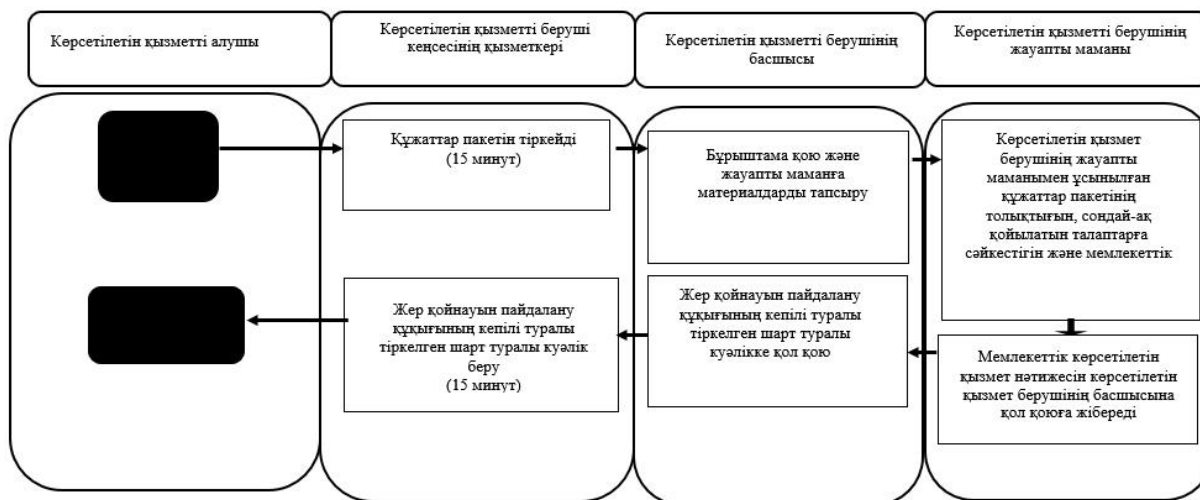 Көрсетілетін қызметті алушы
Көрсетілетін қызметті беруші
кеңсесінің қызметкері
Көрсетілетін қызметті берушінің
басшысы
Көрсетілетін қызметті берушінің
жауапты маманы
Құжаттар пакетін тіркейді
(15 минут)
Бұрыштама қою және
жауапты маманға
материалдарды тапсыру
Көрсетілетін қызмет
берушінің жауапты
маманымен ұсынылған
құжаттар пакетінің
толықтығын, сондай-ақ
қойылатын талаптарға
сәйкестігін және мемлекеттік
Жер қойнауын пайдалану
құқығының кепілі туралы
тіркелген шарт туралы куәлік
беру
(15 минут)
Жер қойнауын пайдалану
құқығының кепілі туралы
тіркелген шарт туралы
куәлікке қол қою
Мемлекеттік көрсетілетін
қызмет нәтижесін көрсетілетін
қызмет берушінің басшысына
қол қоюға жібереді